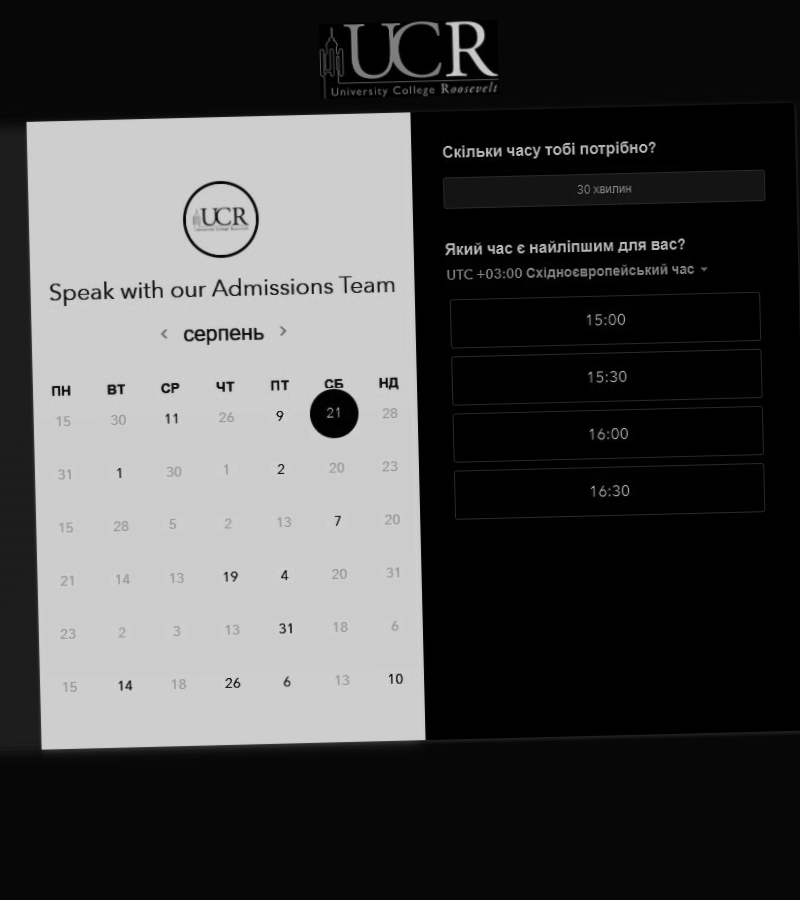 UCR
University College Roosevelt
UCR
University College Roosevelt
Speak with our Admissions Team
серпень
ПН ВТ СР ЧТ ПТ СБ НД
15 30 11 26 9 21 28
31 1 30 1 2 20 23
15 28 5 2 13 7 20
21 14 13 19 4 20 31
23 2 3 13 31 18 6
15 14 18 26 6 13 10
Скільки часу тобі потрібно?
30 хвилин
Який час є найліпшим для вас?
UTC +03:00 Східноєвропейський час
15:00
15:30
16:00
16:30